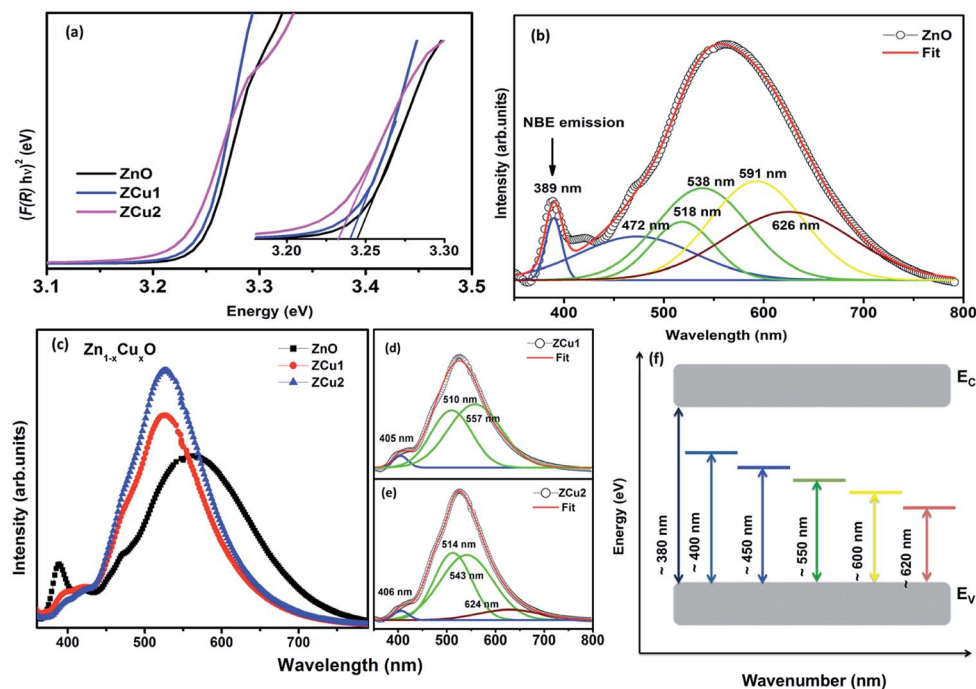 (a)
(F(R) hν)² (eV)
ZnO
ZCu1
ZCu2
3.20 3.25 3.30
3.1 3.2 3.3 3.4 3.5
Energy (eV)
(b)
ZnO
Fit
Intensity (arb.units)
NBE emission
389 nm
472 nm
518 nm
538 nm
591 nm
626 nm
400 500 600 700 800
Wavelength (nm)
(c) Zn₁₋ₓCuₓO
ZnO
ZCu1
ZCu2
Intensity (arb.units)
400 500 600 700
(d)
ZCu1
Fit
405 nm
510 nm
557 nm
(e)
ZCu2
Fit
406 nm
514 nm
543 nm
624 nm
400 500 600 700 800
Wavelength (nm)
(f)
E_C
Energy (eV)
~ 380 nm
~ 400 nm
~ 450 nm
~ 550 nm
~ 600 nm
~ 620 nm
E_V
Wavenumber (nm)